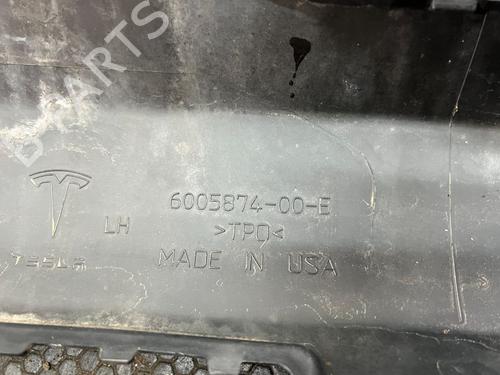 B-PARTS
6005874-00-E
LH >TPO<
TESLA MADE IN USA